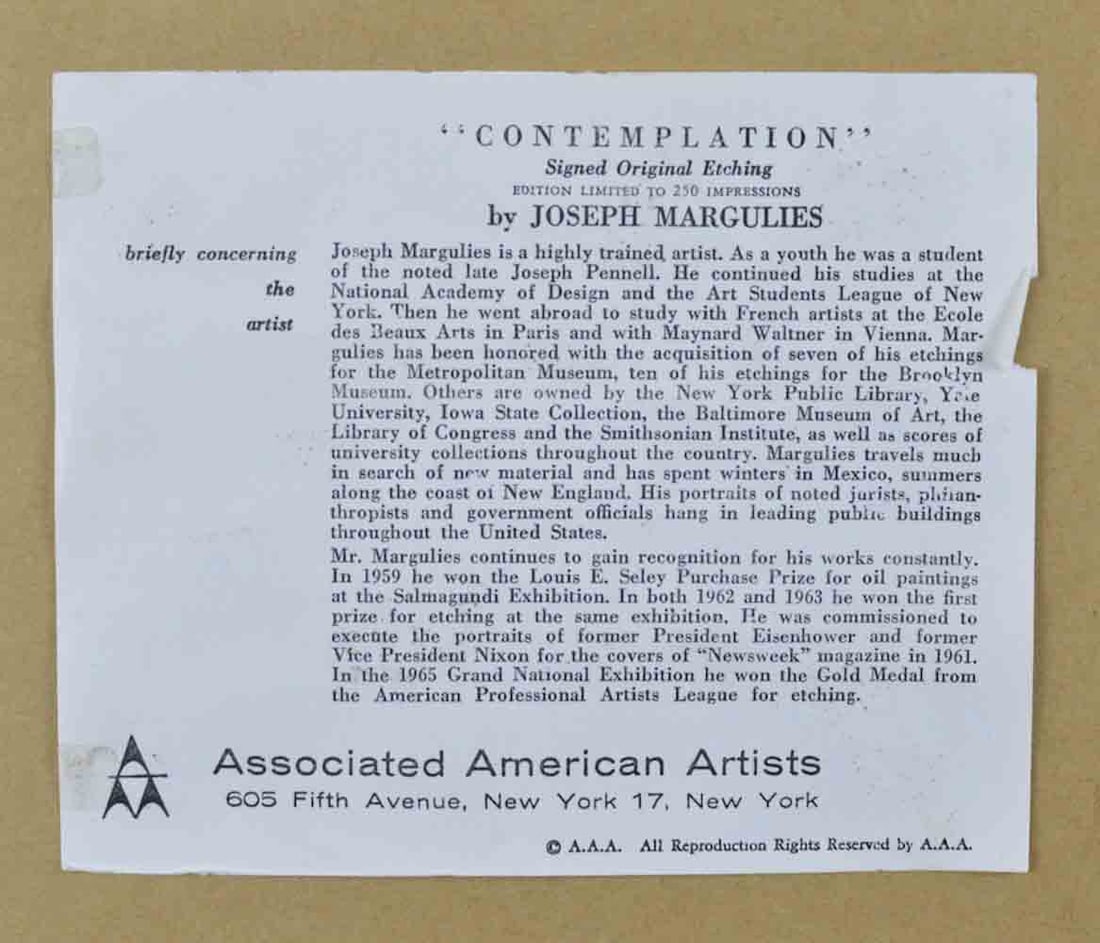 “CONTEMPLATION”
Signed Original Etching
EDITION LIMITED TO 250 IMPRESSIONS
by JOSEPH MARGULIES
briefly concerning
the
artist
Joseph Margulies is a highly trained artist. As a youth he was a student
of the noted late Joseph Pennell. He continued his studies at the
National Academy of Design and the Art Students League of New
York. Then he went abroad to study with French artists at the Ecole
des Beaux Arts in Paris and with Maynard Waltner in Vienna. Mar-
gulies has been honored with the acquisition of seven of his etchings
for the Metropolitan Museum, ten of his etchings for the Brooklyn
Museum. Others are owned by the New York Public Library, Yale
University, Iowa State Collection, the Baltimore Museum of Art, the
Library of Congress and the Smithsonian Institute, as well as scores of
university collections throughout the country. Margulies travels much
in search of new material and has spent winters in Mexico, summers
along the coast of New England. His portraits of noted jurists, philan-
thropists and government officials hang in leading public buildings
throughout the United States.
Mr. Margulies continues to gain recognition for his works constantly.
In 1959 he won the Louis E. Seley Purchase Prize for oil paintings
at the Salmagundi Exhibition. In both 1962 and 1963 he won the first
prize for etching at the same exhibition. He was commissioned to
execute the portraits of former President Eisenhower and former
Vice President Nixon for the covers of “Newsweek” magazine in 1961.
In the 1965 Grand National Exhibition he won the Gold Medal from
the American Professional Artists League for etching.
Associated American Artists
605 Fifth Avenue, New York 17, New York
© A.A.A. All Reproduction Rights Reserved by A.A.A.